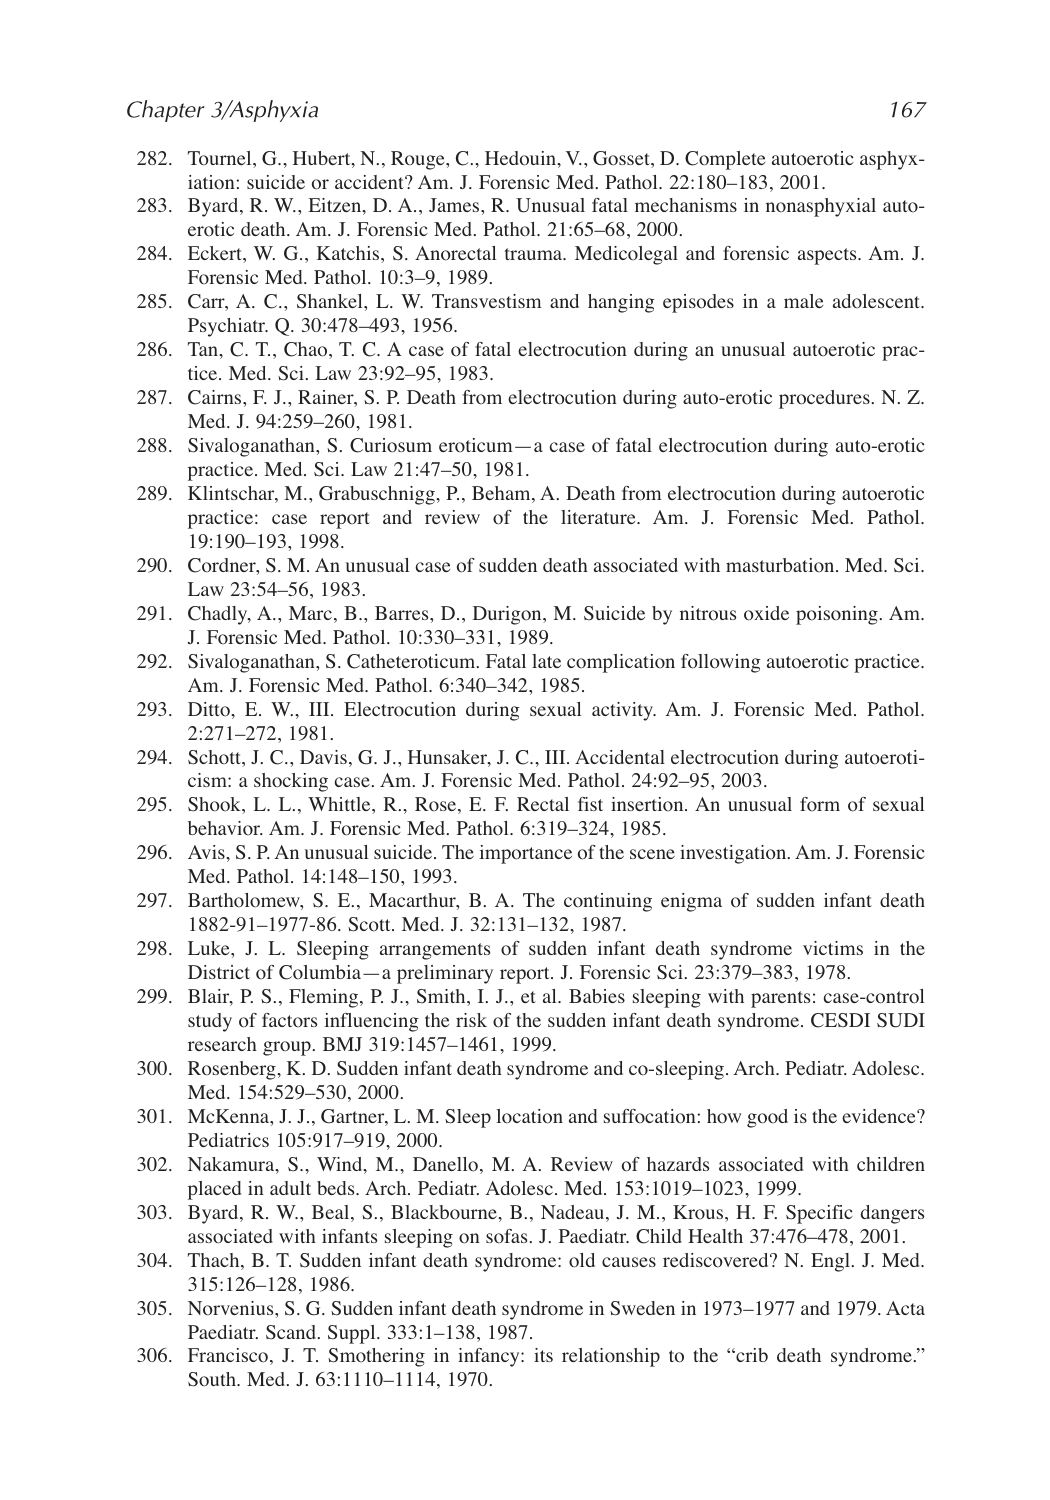 Chapter 3/Asphyxia 167
282. Tournel, G., Hubert, N., Rouge, C., Hedouin, V., Gosset, D. Complete autoerotic asphyx-
iation: suicide or accident? Am. J. Forensic Med. Pathol. 22:180–183, 2001.
283. Byard, R. W., Eitzen, D. A., James, R. Unusual fatal mechanisms in nonasphyxial auto-
erotic death. Am. J. Forensic Med. Pathol. 21:65–68, 2000.
284. Eckert, W. G., Katchis, S. Anorectal trauma. Medicolegal and forensic aspects. Am. J.
Forensic Med. Pathol. 10:3–9, 1989.
285. Carr, A. C., Shankel, L. W. Transvestism and hanging episodes in a male adolescent.
Psychiatr. Q. 30:478–493, 1956.
286. Tan, C. T., Chao, T. C. A case of fatal electrocution during an unusual autoerotic prac-
tice. Med. Sci. Law 23:92–95, 1983.
287. Cairns, F. J., Rainer, S. P. Death from electrocution during auto-erotic procedures. N. Z.
Med. J. 94:259–260, 1981.
288. Sivaloganathan, S. Curiosum eroticum—a case of fatal electrocution during auto-erotic
practice. Med. Sci. Law 21:47–50, 1981.
289. Klintschar, M., Grabuschnigg, P., Beham, A. Death from electrocution during autoerotic
practice: case report and review of the literature. Am. J. Forensic Med. Pathol.
19:190–193, 1998.
290. Cordner, S. M. An unusual case of sudden death associated with masturbation. Med. Sci.
Law 23:54–56, 1983.
291. Chadly, A., Marc, B., Barres, D., Durigon, M. Suicide by nitrous oxide poisoning. Am.
J. Forensic Med. Pathol. 10:330–331, 1989.
292. Sivaloganathan, S. Catheteroticum. Fatal late complication following autoerotic practice.
Am. J. Forensic Med. Pathol. 6:340–342, 1985.
293. Ditto, E. W., III. Electrocution during sexual activity. Am. J. Forensic Med. Pathol.
2:271–272, 1981.
294. Schott, J. C., Davis, G. J., Hunsaker, J. C., III. Accidental electrocution during autoeroti-
cism: a shocking case. Am. J. Forensic Med. Pathol. 24:92–95, 2003.
295. Shook, L. L., Whittle, R., Rose, E. F. Rectal fist insertion. An unusual form of sexual
behavior. Am. J. Forensic Med. Pathol. 6:319–324, 1985.
296. Avis, S. P. An unusual suicide. The importance of the scene investigation. Am. J. Forensic
Med. Pathol. 14:148–150, 1993.
297. Bartholomew, S. E., Macarthur, B. A. The continuing enigma of sudden infant death
1882-91–1977-86. Scott. Med. J. 32:131–132, 1987.
298. Luke, J. L. Sleeping arrangements of sudden infant death syndrome victims in the
District of Columbia—a preliminary report. J. Forensic Sci. 23:379–383, 1978.
299. Blair, P. S., Fleming, P. J., Smith, I. J., et al. Babies sleeping with parents: case-control
study of factors influencing the risk of the sudden infant death syndrome. CESDI SUDI
research group. BMJ 319:1457–1461, 1999.
300. Rosenberg, K. D. Sudden infant death syndrome and co-sleeping. Arch. Pediatr. Adolesc.
Med. 154:529–530, 2000.
301. McKenna, J. J., Gartner, L. M. Sleep location and suffocation: how good is the evidence?
Pediatrics 105:917–919, 2000.
302. Nakamura, S., Wind, M., Danello, M. A. Review of hazards associated with children
placed in adult beds. Arch. Pediatr. Adolesc. Med. 153:1019–1023, 1999.
303. Byard, R. W., Beal, S., Blackbourne, B., Nadeau, J. M., Krous, H. F. Specific dangers
associated with infants sleeping on sofas. J. Paediatr. Child Health 37:476–478, 2001.
304. Thach, B. T. Sudden infant death syndrome: old causes rediscovered? N. Engl. J. Med.
315:126–128, 1986.
305. Norvenius, S. G. Sudden infant death syndrome in Sweden in 1973–1977 and 1979. Acta
Paediatr. Scand. Suppl. 333:1–138, 1987.
306. Francisco, J. T. Smothering in infancy: its relationship to the “crib death syndrome.”
South. Med. J. 63:1110–1114, 1970.